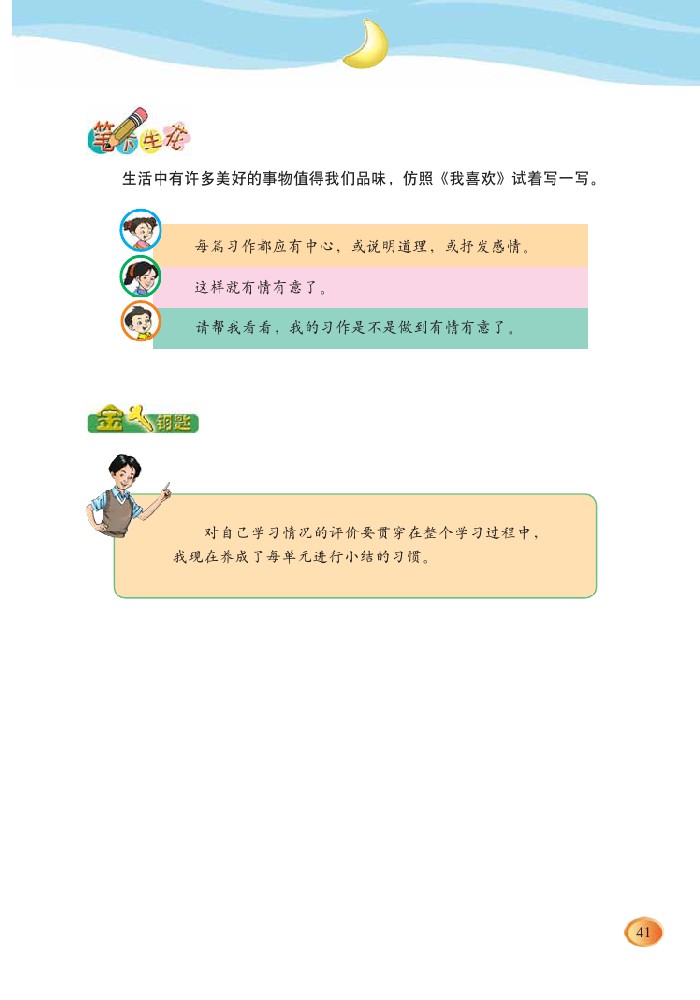 笔下生花
生活中有许多美好的事物值得我们品味，仿照《我喜欢》试着写一写。
每篇习作都应有中心，或说明道理，或抒发感情。
这样就有情有意了。
请帮我看看，我的习作是不是做到有情有意了。
金钥匙
对自己学习情况的评价要贯穿在整个学习过程中，
我现在养成了每单元进行小结的习惯。
41